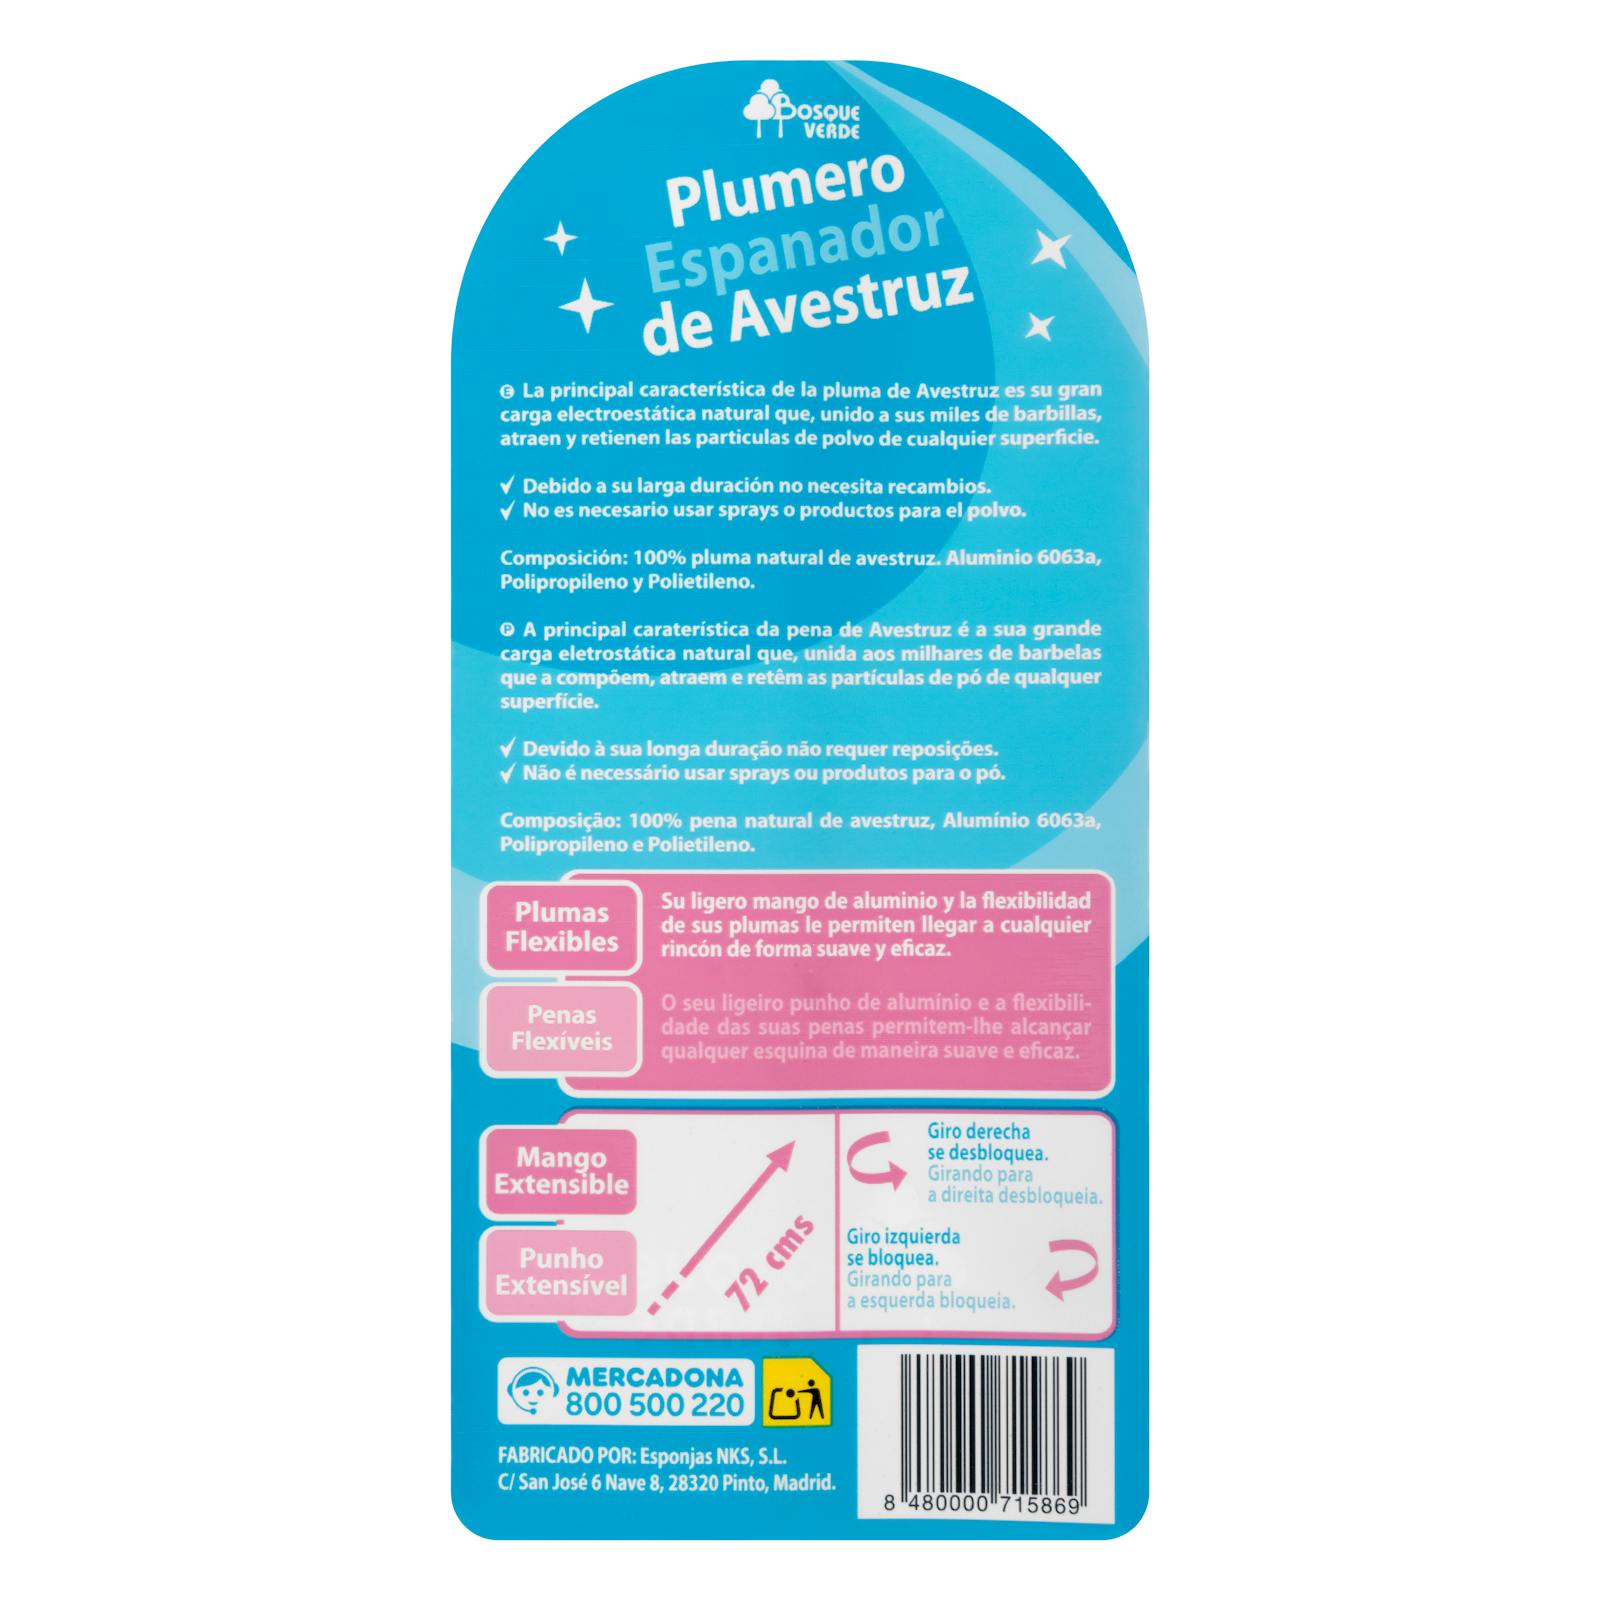 BOSQUE
VERDE
Plumero
Espanador
de Avestruz
E La principal característica de la pluma de Avestruz es su gran
carga electroestática natural que, unido a sus miles de barbillas,
atraen y retienen las particulas de polvo de cualquier superficie.
✓ Debido a su larga duración no necesita recambios.
✓ No es necesario usar sprays o productos para el polvo.
Composición: 100% pluma natural de avestruz. Aluminio 6063a,
Polipropileno y Polietileno.
P A principal caraterística da pena de Avestruz é a sua grande
carga eletrostática natural que, unida aos milhares de barbelas
que a compõem, atraem e retêm as partículas de pó de qualquer
superfície.
✓ Devido à sua longa duração não requer reposições.
✓ Não é necessário usar sprays ou produtos para o pó.
Composição: 100% pena natural de avestruz, Alumínio 6063a,
Polipropileno e Polietileno.
Plumas
Flexibles
Su ligero mango de aluminio y la flexibilidad
de sus plumas le permiten llegar a cualquier
rincón de forma suave y eficaz.
Penas
Flexíveis
O seu ligeiro punho de alumínio e a flexibili-
dade das suas penas permitem-lhe alcançar
qualquer esquina de maneira suave e eficaz.
Mango
Extensible
Punho
Extensível
72 cms
Giro derecha
se desbloquea.
Girando para
a direita desbloqueia.
Giro izquierda
se bloquea.
Girando para
a esquerda bloqueia.
MERCADONA
800 500 220
FABRICADO POR: Esponjas NKS, S.L.
C/ San José 6 Nave 8, 28320 Pinto, Madrid.
8 480000 715869